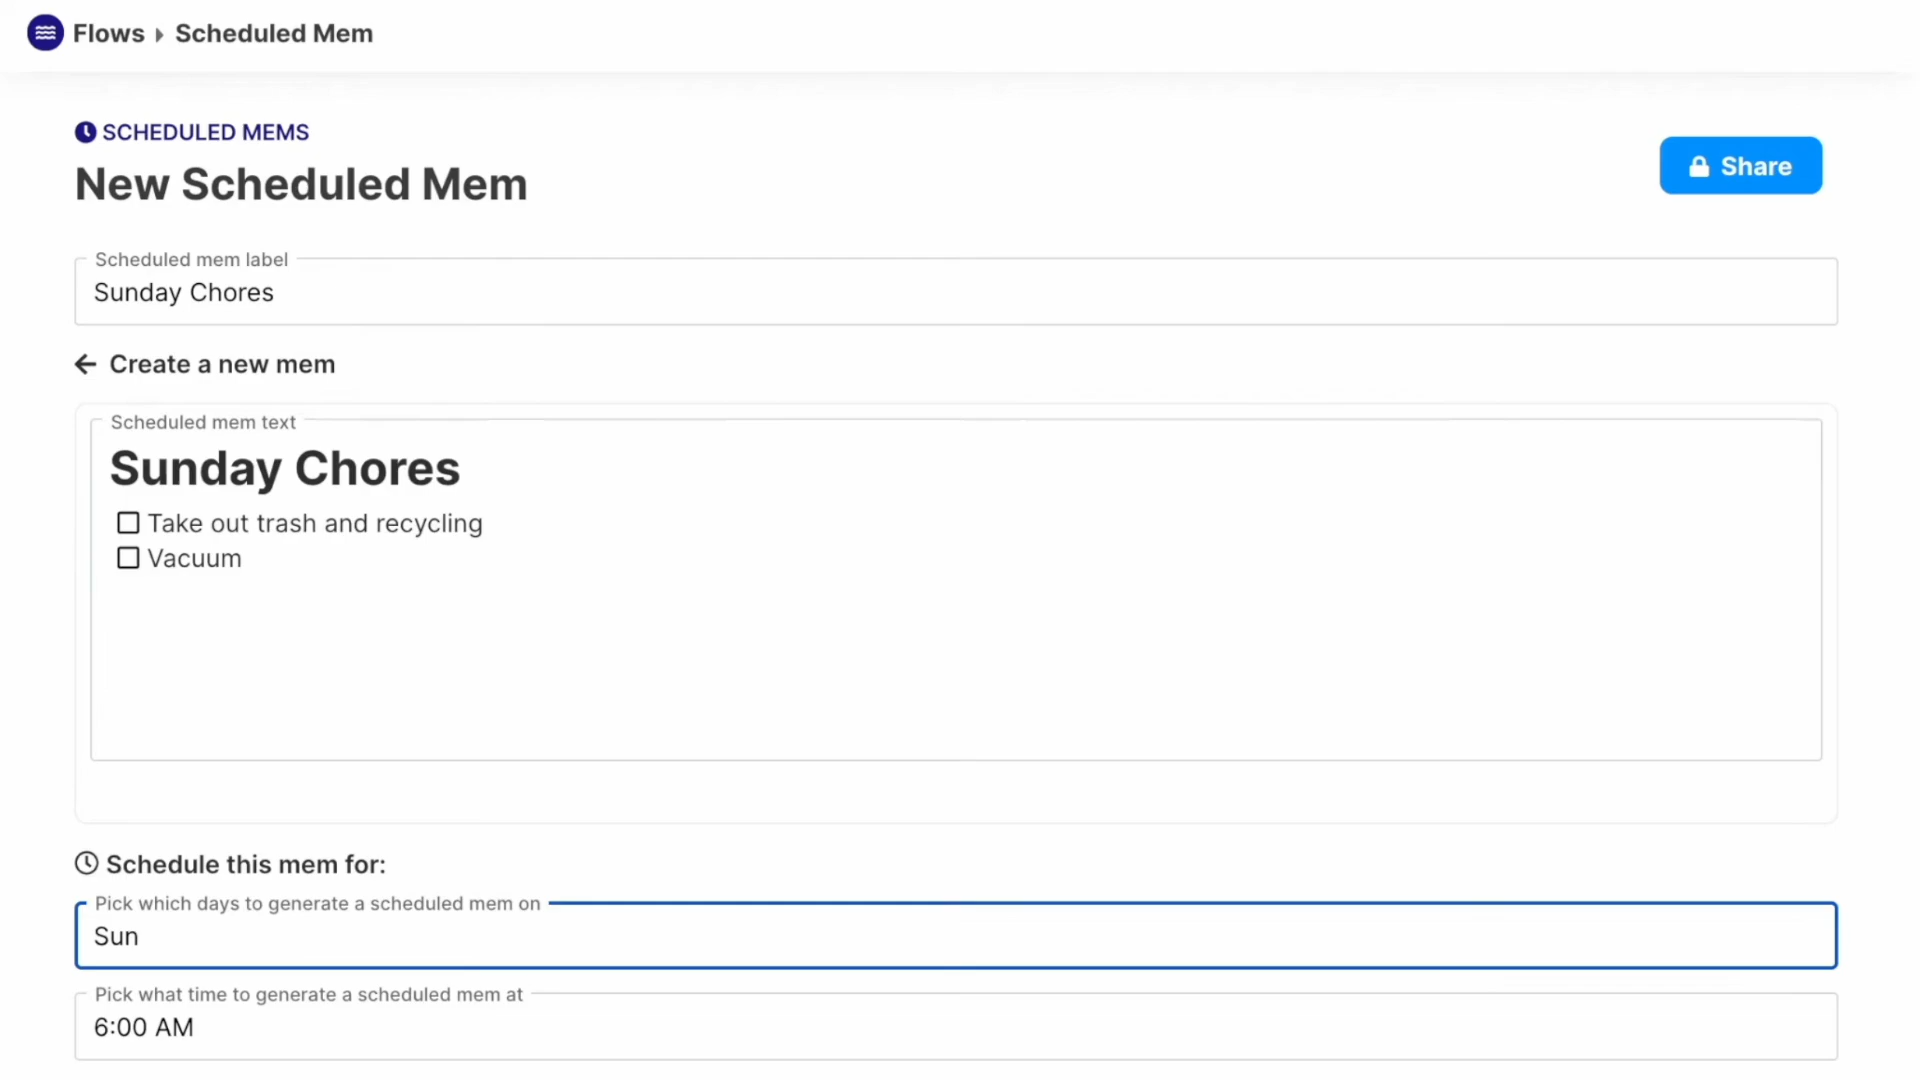 Flows Scheduled Mem
SCHEDULED MEMS
New Scheduled Mem
Share
Scheduled mem label
Sunday Chores
Create a new mem
Scheduled mem text
Sunday Chores
Take out trash and recycling
Vacuum
Schedule this mem for:
Pick which days to generate a scheduled mem on
Sun
Pick what time to generate a scheduled mem at
6:00 AM